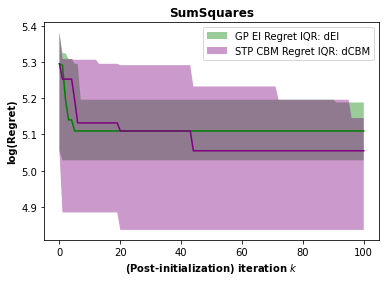 SumSquares
GP EI Regret IQR: dEI
STP CBM Regret IQR: dCBM
log(Regret)
5.4
5.3
5.2
5.1
5.0
4.9
0 20 40 60 80 100
(Post-initialization) iteration k